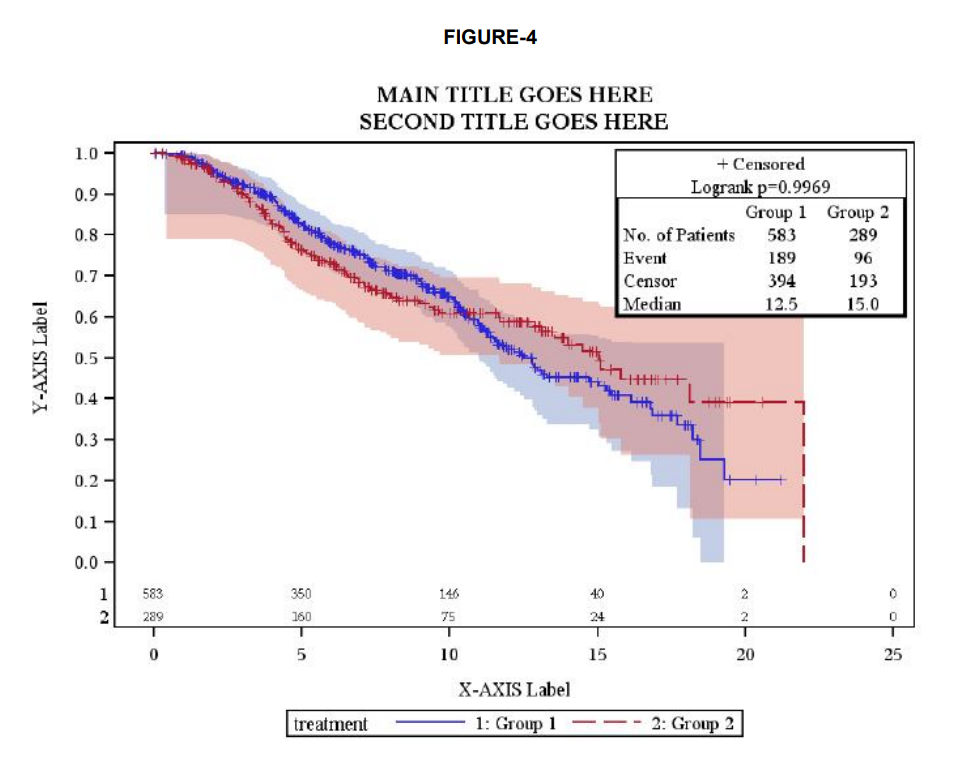 FIGURE-4
MAIN TITLE GOES HERE
SECOND TITLE GOES HERE
+ Censored
Logrank p=0.9969
Group 1 Group 2
No. of Patients 583 289
Event 189 96
Censor 394 193
Median 12.5 15.0
Y-AXIS Label
1.0
0.9
0.8
0.7
0.6
0.5
0.4
0.3
0.2
0.1
0.0
1 583 350 146 40 2 0
2 289 160 75 24 2 0
0 5 10 15 20 25
X-AXIS Label
treatment 1: Group 1 2: Group 2